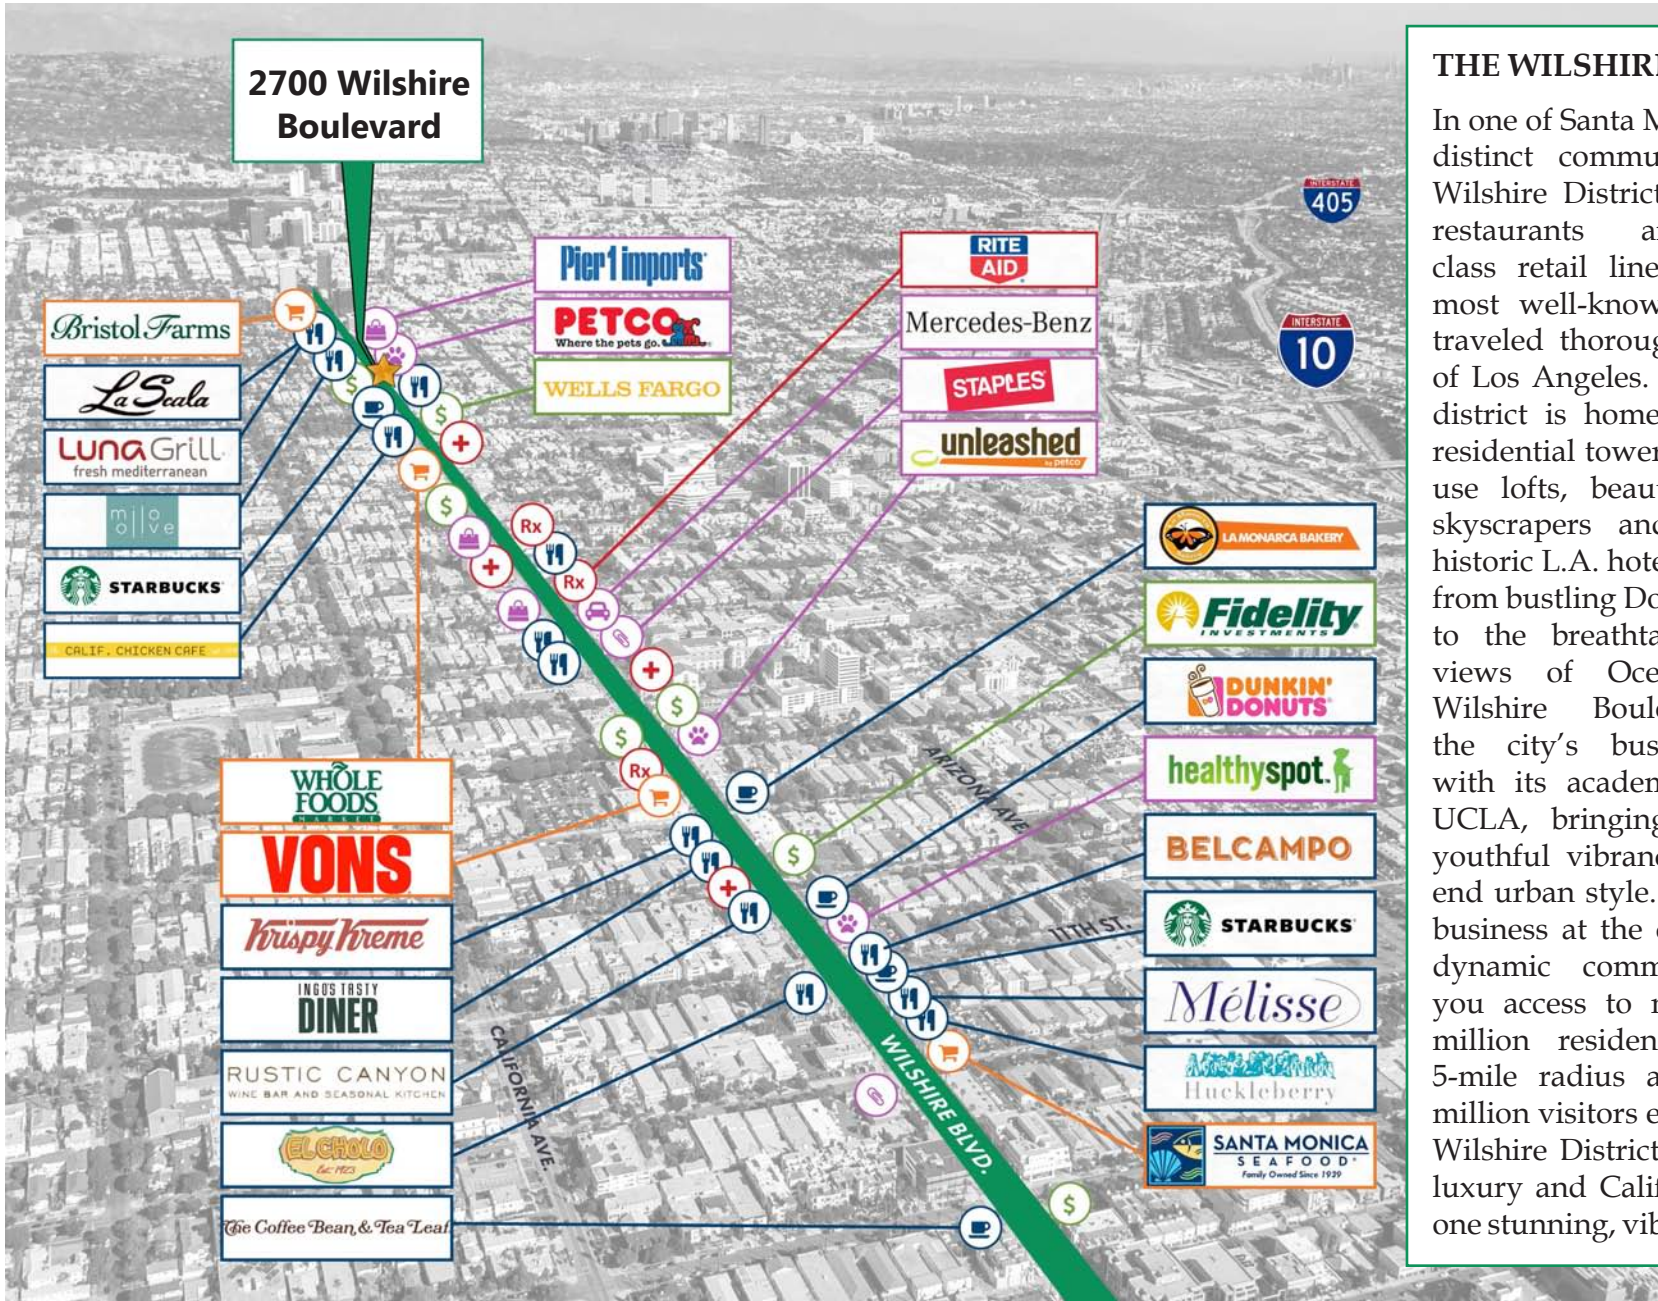 2700 Wilshire
Boulevard
INTERSTATE
405
INTERSTATE
10
Pier 1 imports
PETCO
Where the pets go.
WELLS FARGO
RITE
AID
Mercedes-Benz
STAPLES
unleashed
by petco
Bristol Farms
La Scala
LUNA GRILL
fresh mediterranean
milo
olive
STARBUCKS
CALIF. CHICKEN CAFE
WHOLE
FOODS
MARKET
VONS
Krispy Kreme
INGO'S TASTY
DINER
RUSTIC CANYON
WINE BAR AND SEASONAL KITCHEN
EL CHOLO
Est. 1923
The Coffee Bean & Tea Leaf
LA MONARCA BAKERY
Fidelity
INVESTMENTS
DUNKIN'
DONUTS
healthyspot.
BELCAMPO
STARBUCKS
Mélisse
Huckleberry
SANTA MONICA
SEAFOOD
Family Owned Since 1939
$
$
+
$
Rx
+
Rx
+
$
$
Rx
$
+
$
ARIZONA AVE.
11TH ST.
CALIFORNIA AVE.
WILSHIRE BLVD.
THE WILSHIRE
In one of Santa M
distinct commu
Wilshire District
restaurants a
class retail line
most well-know
traveled thoroug
of Los Angeles.
district is home
residential tower
use lofts, beau
skyscrapers and
historic L.A. hote
from bustling Do
to the breathta
views of Oce
Wilshire Boul
the city's bus
with its academ
UCLA, bringing
youthful vibranc
end urban style.
business at the
dynamic comm
you access to
million residen
5-mile radius a
million visitors e
Wilshire District
luxury and Calif
one stunning, vib